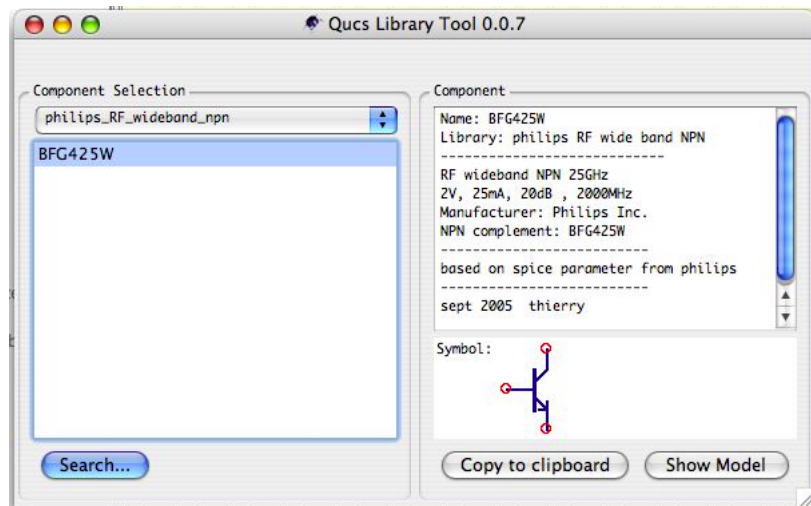 Qucs Library Tool 0.0.7
Component Selection
philips_RF_wideband_npn
BFG425W
Search...
Component
Name: BFG425W
Library: philips RF wide band NPN
----------------------------
RF wideband NPN 25GHz
2V, 25mA, 20dB , 2000MHz
Manufacturer: Philips Inc.
NPN complement: BFG425W
--------------------------
based on spice parameter from philips
--------------------------
sept 2005  thierry
Symbol:
Copy to clipboard
Show Model